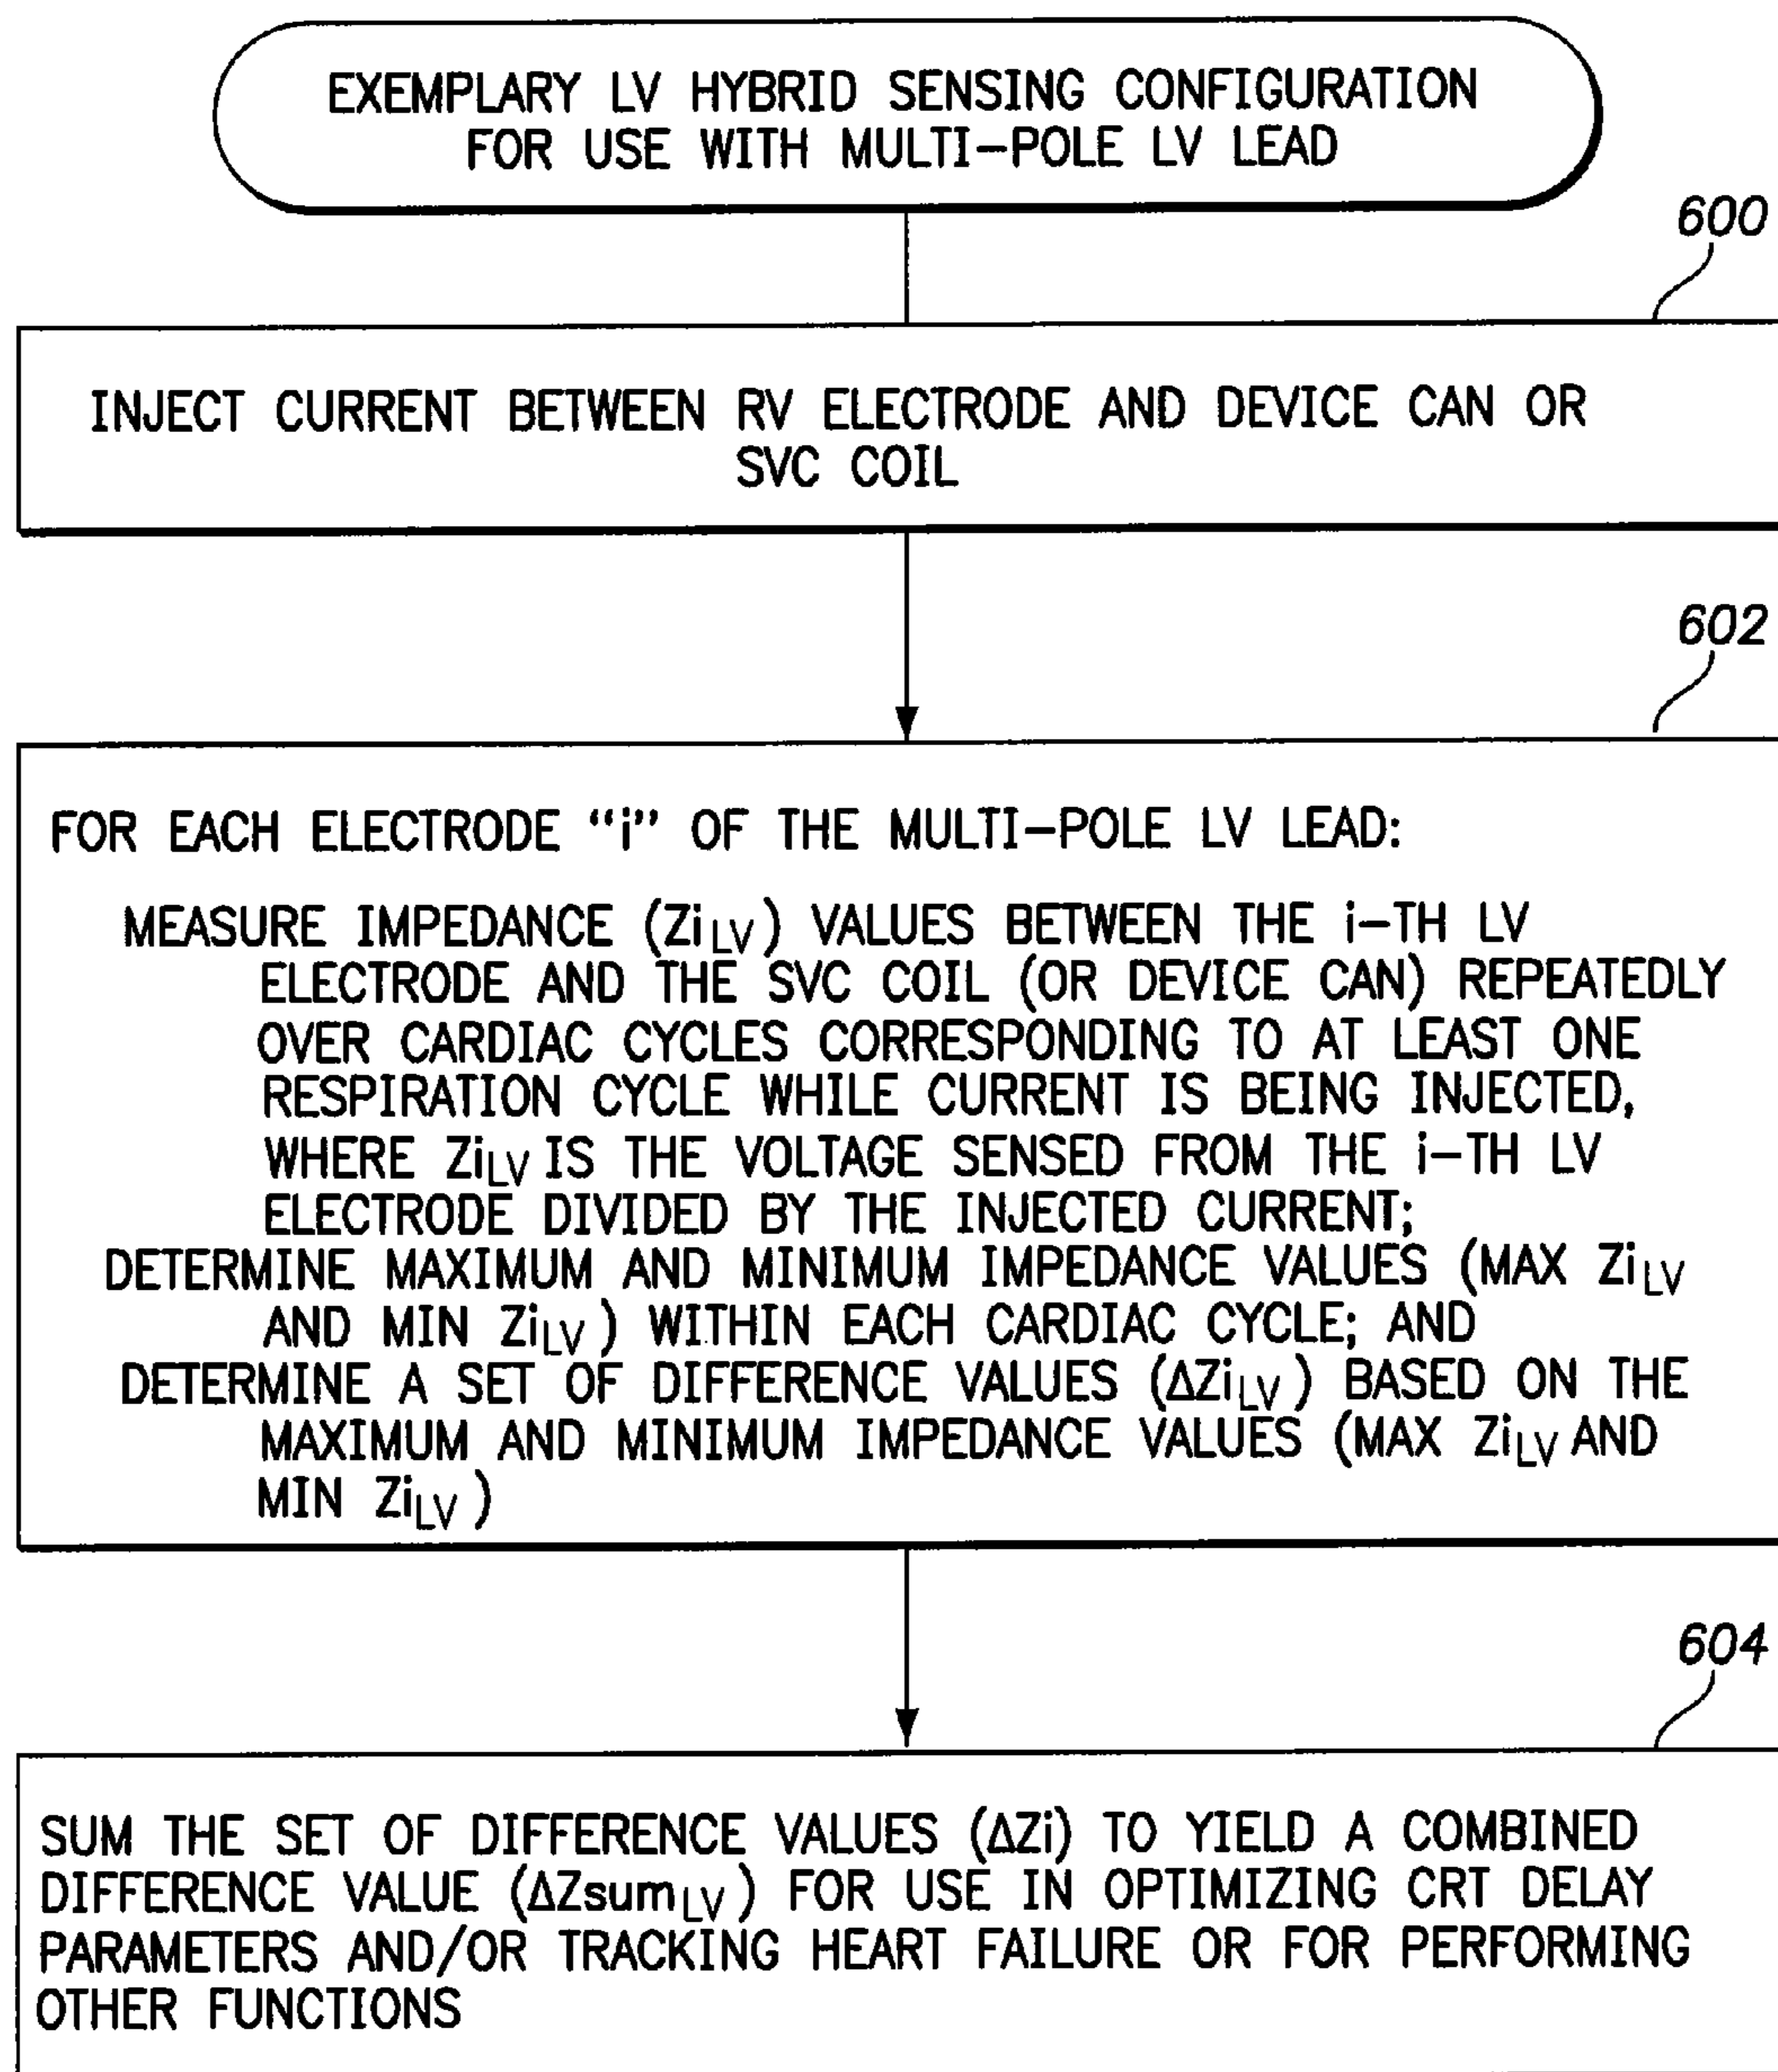 EXEMPLARY LV HYBRID SENSING CONFIGURATION
FOR USE WITH MULTI-POLE LV LEAD
600
INJECT CURRENT BETWEEN RV ELECTRODE AND DEVICE CAN OR
SVC COIL
602
FOR EACH ELECTRODE “i” OF THE MULTI-POLE LV LEAD:
MEASURE IMPEDANCE (ZiLV) VALUES BETWEEN THE i-TH LV
ELECTRODE AND THE SVC COIL (OR DEVICE CAN) REPEATEDLY
OVER CARDIAC CYCLES CORRESPONDING TO AT LEAST ONE
RESPIRATION CYCLE WHILE CURRENT IS BEING INJECTED,
WHERE ZiLV IS THE VOLTAGE SENSED FROM THE i-TH LV
ELECTRODE DIVIDED BY THE INJECTED CURRENT;
DETERMINE MAXIMUM AND MINIMUM IMPEDANCE VALUES (MAX ZiLV
AND MIN ZiLV) WITHIN EACH CARDIAC CYCLE; AND
DETERMINE A SET OF DIFFERENCE VALUES (ΔZiLV) BASED ON THE
MAXIMUM AND MINIMUM IMPEDANCE VALUES (MAX ZiLV AND
MIN ZiLV)
604
SUM THE SET OF DIFFERENCE VALUES (ΔZi) TO YIELD A COMBINED
DIFFERENCE VALUE (ΔZsumLV) FOR USE IN OPTIMIZING CRT DELAY
PARAMETERS AND/OR TRACKING HEART FAILURE OR FOR PERFORMING
OTHER FUNCTIONS